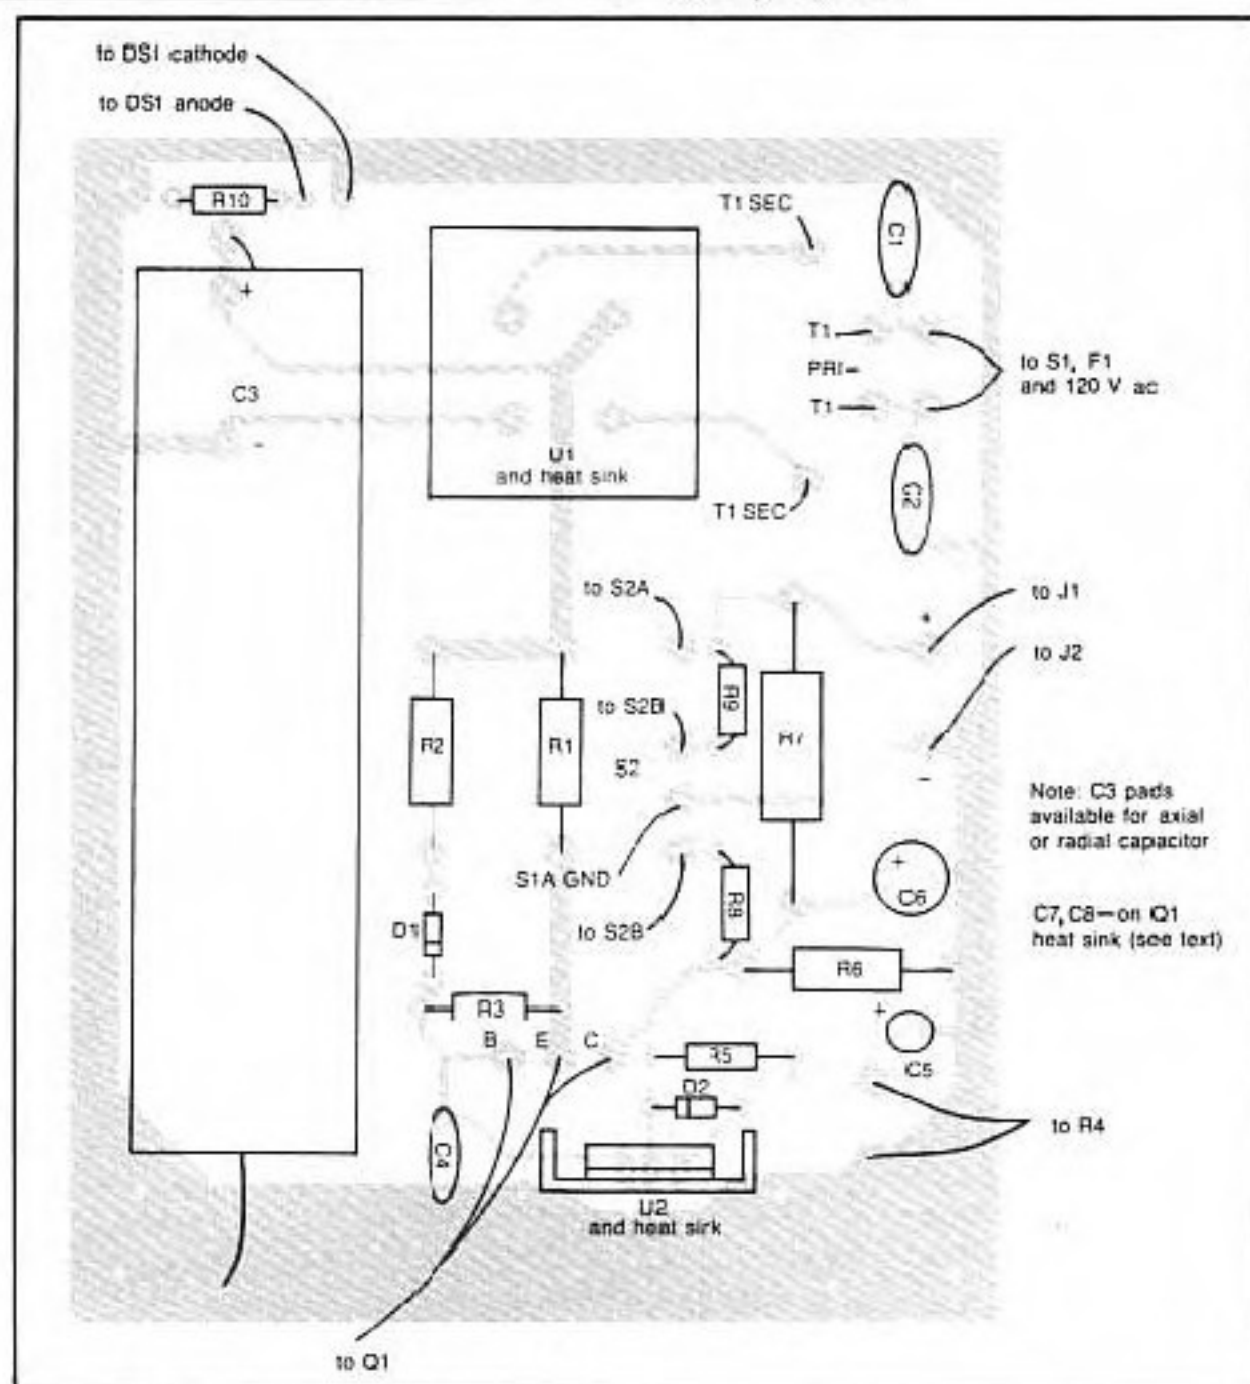 to DS1 cathode
to DS1 anode
R10
T1 SEC
C1
+
T1
PRI
T1
to S1, F1
and 120 V ac
C3
-
U1
and heat sink
C2
T1 SEC
to S2A
to J1
+
to J2
R9
to S2B
R2
R1
S2
R7
-
Note: C3 pads
available for axial
or radial capacitor
S1A GND
R8
+
C6
C7, C8—on Q1
heat sink (see text)
D1
to S2B
R6
R3
+
B E C
R5
C5
D2
to R4
C4
U2
and heat sink
to Q1